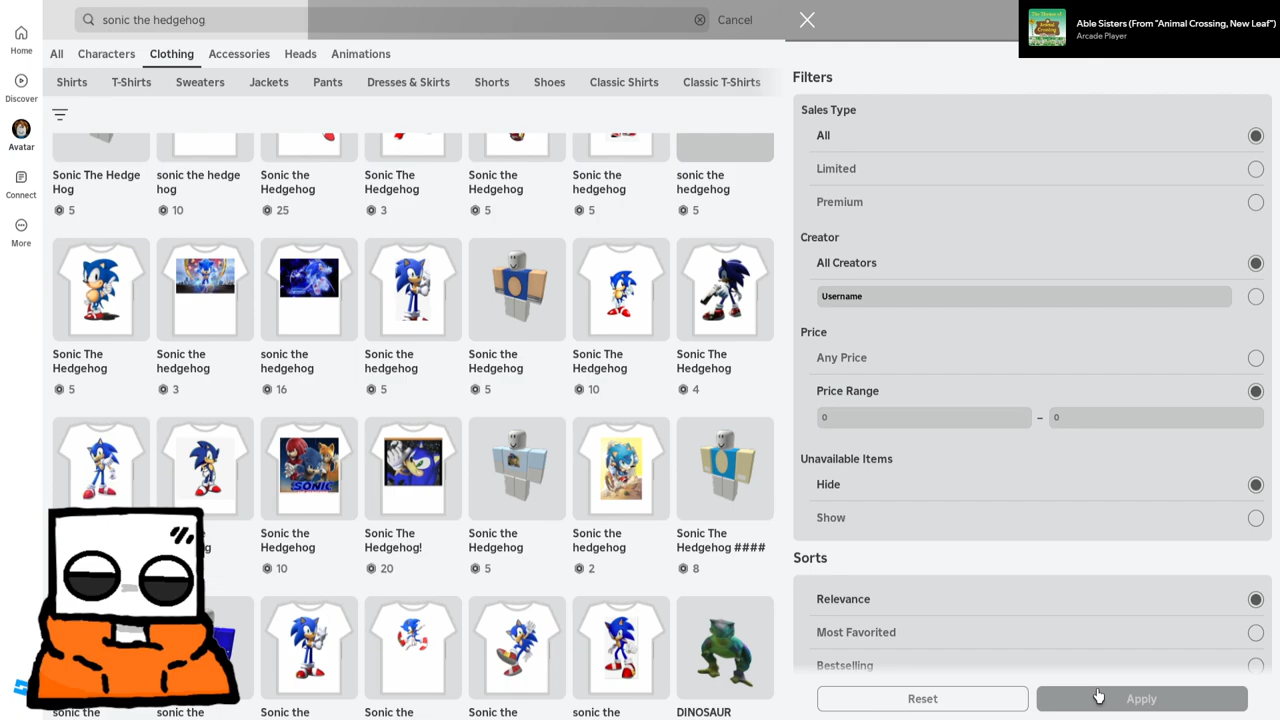 sonic the hedgehog
Cancel
Able Sisters (From "Animal Crossing, New Leaf")
Arcade Player
Home
Discover
Avatar
Connect
More
All Characters Clothing Accessories Heads Animations
Shirts T-Shirts Sweaters Jackets Pants Dresses & Skirts Shorts Shoes Classic Shirts Classic T-Shirts
Sonic The Hedge
Hog
5
sonic the hedge
hog
10
Sonic the
Hedgehog
25
Sonic The
Hedgehog
3
Sonic the
Hedgehog
5
Sonic the
hedgehog
5
sonic the
hedgehog
5
Sonic The
Hedgehog
5
Sonic the
hedgehog
3
sonic the
hedgehog
16
Sonic the
hedgehog
5
Sonic the
Hedgehog
5
Sonic The
Hedgehog
10
Sonic The
Hedgehog
4
SONIC
Sonic the
Hedgehog
10
Sonic The
Hedgehog!
20
Sonic the
Hedgehog
5
Sonic the
hedgehog
2
Sonic The
Hedgehog ####
8
sonic the
sonic the
Sonic the
Sonic the
Sonic the
sonic the
DINOSAUR
Filters
Sales Type
All
Limited
Premium
Creator
All Creators
Username
Price
Any Price
Price Range
0 – 0
Unavailable Items
Hide
Show
Sorts
Relevance
Most Favorited
Bestselling
Reset
Apply